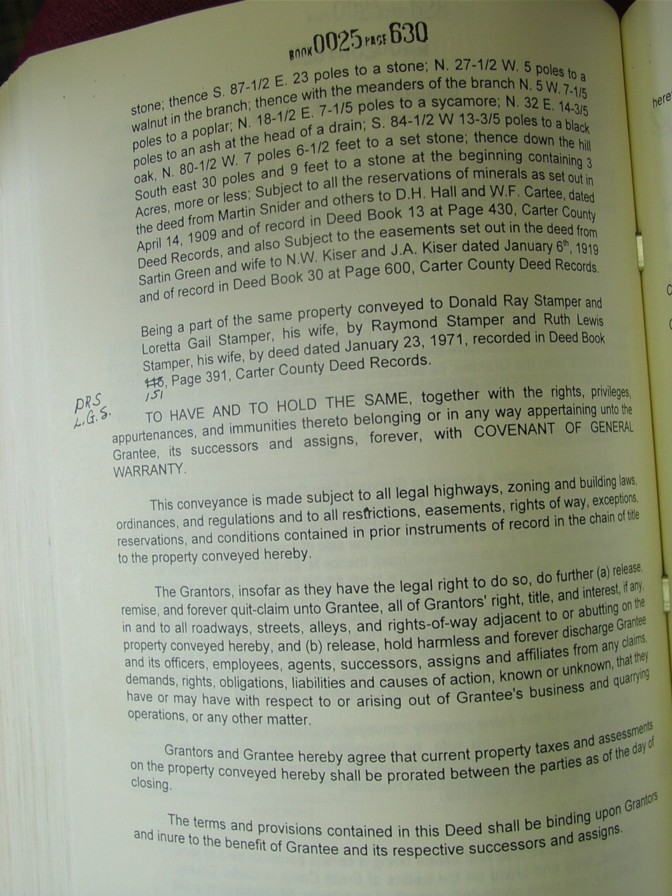 BOOK 0025 PAGE 630
stone; thence S. 87-1/2 E. 23 poles to a stone; N. 27-1/2 W. 5 poles to a
walnut in the branch; thence with the meanders of the branch N. 5 W. 7-1/5
poles to a poplar; N. 18-1/2 E. 7-1/5 poles to a sycamore; N. 32 E. 14-3/5
poles to an ash at the head of a drain; S. 84-1/2 W 13-3/5 poles to a black
oak, N. 80-1/2 W. 7 poles 6-1/2 feet to a set stone; thence down the hill
South east 30 poles and 9 feet to a stone at the beginning containing 3
Acres, more or less; Subject to all the reservations of minerals as set out in
the deed from Martin Snider and others to D.H. Hall and W.F. Cartee, dated
April 14, 1909 and of record in Deed Book 13 at Page 430, Carter County
Deed Records, and also Subject to the easements set out in the deed from
Sartin Green and wife to N.W. Kiser and J.A. Kiser dated January 6th, 1919
and of record in Deed Book 30 at Page 600, Carter County Deed Records.
Being a part of the same property conveyed to Donald Ray Stamper and
Loretta Gail Stamper, his wife, by Raymond Stamper and Ruth Lewis
Stamper, his wife, by deed dated January 23, 1971, recorded in Deed Book
, Page 391, Carter County Deed Records.
151
DRS
L.G.S.
TO HAVE AND TO HOLD THE SAME, together with the rights, privileges,
appurtenances, and immunities thereto belonging or in any way appertaining unto the
Grantee, its successors and assigns, forever, with COVENANT OF GENERAL
WARRANTY.
This conveyance is made subject to all legal highways, zoning and building laws,
ordinances, and regulations and to all restrictions, easements, rights of way, exceptions,
reservations, and conditions contained in prior instruments of record in the chain of title
to the property conveyed hereby.
The Grantors, insofar as they have the legal right to do so, do further (a) release,
remise, and forever quit-claim unto Grantee, all of Grantors' right, title, and interest, if any,
in and to all roadways, streets, alleys, and rights-of-way adjacent to or abutting on the
property conveyed hereby, and (b) release, hold harmless and forever discharge Grantee
and its officers, employees, agents, successors, assigns and affiliates from any claims,
demands, rights, obligations, liabilities and causes of action, known or unknown, that they
have or may have with respect to or arising out of Grantee's business and quarrying
operations, or any other matter.
Grantors and Grantee hereby agree that current property taxes and assessments
on the property conveyed hereby shall be prorated between the parties as of the day of
closing.
The terms and provisions contained in this Deed shall be binding upon Grantors
and inure to the benefit of Grantee and its respective successors and assigns.